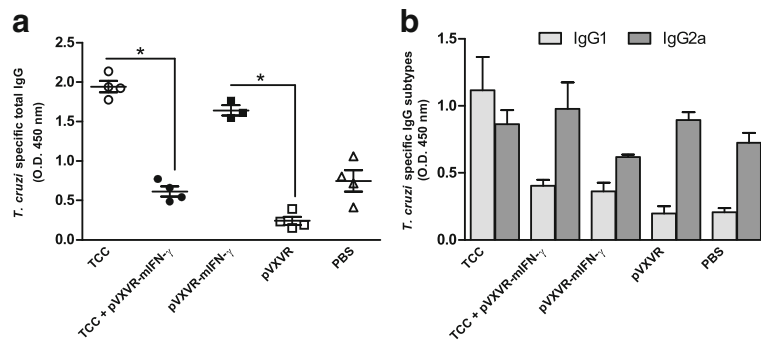 a
T. cruzi specific total IgG
(O.D. 450 nm)
2.5
2.0
1.5
1.0
0.5
0.0
*
*
TCC
TCC + pVXVR-mIFN-γ
pVXVR-mIFN-γ
pVXVR
PBS
b
T. cruzi specific IgG subtypes
(O.D. 450 nm)
IgG1
IgG2a
1.5
1.0
0.5
0.0
TCC
TCC + pVXVR-mIFN-γ
pVXVR-mIFN-γ
pVXVR
PBS